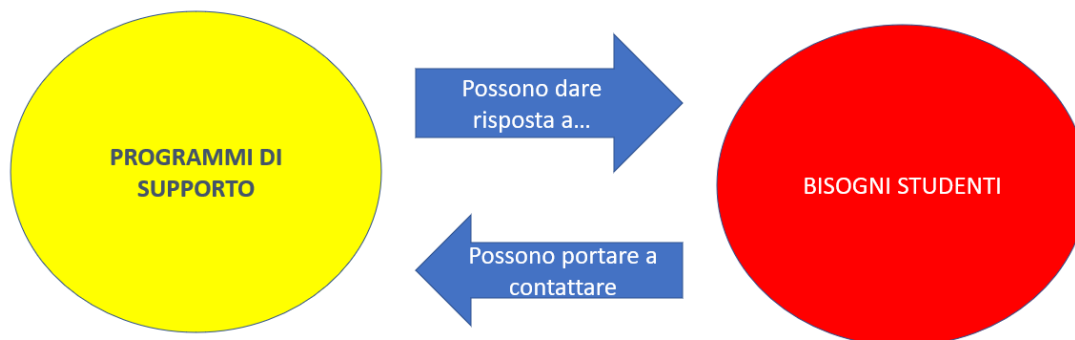 PROGRAMMI DI
SUPPORTO
Possono dare
risposta a...
BISOGNI STUDENTI
Possono portare a
contattare